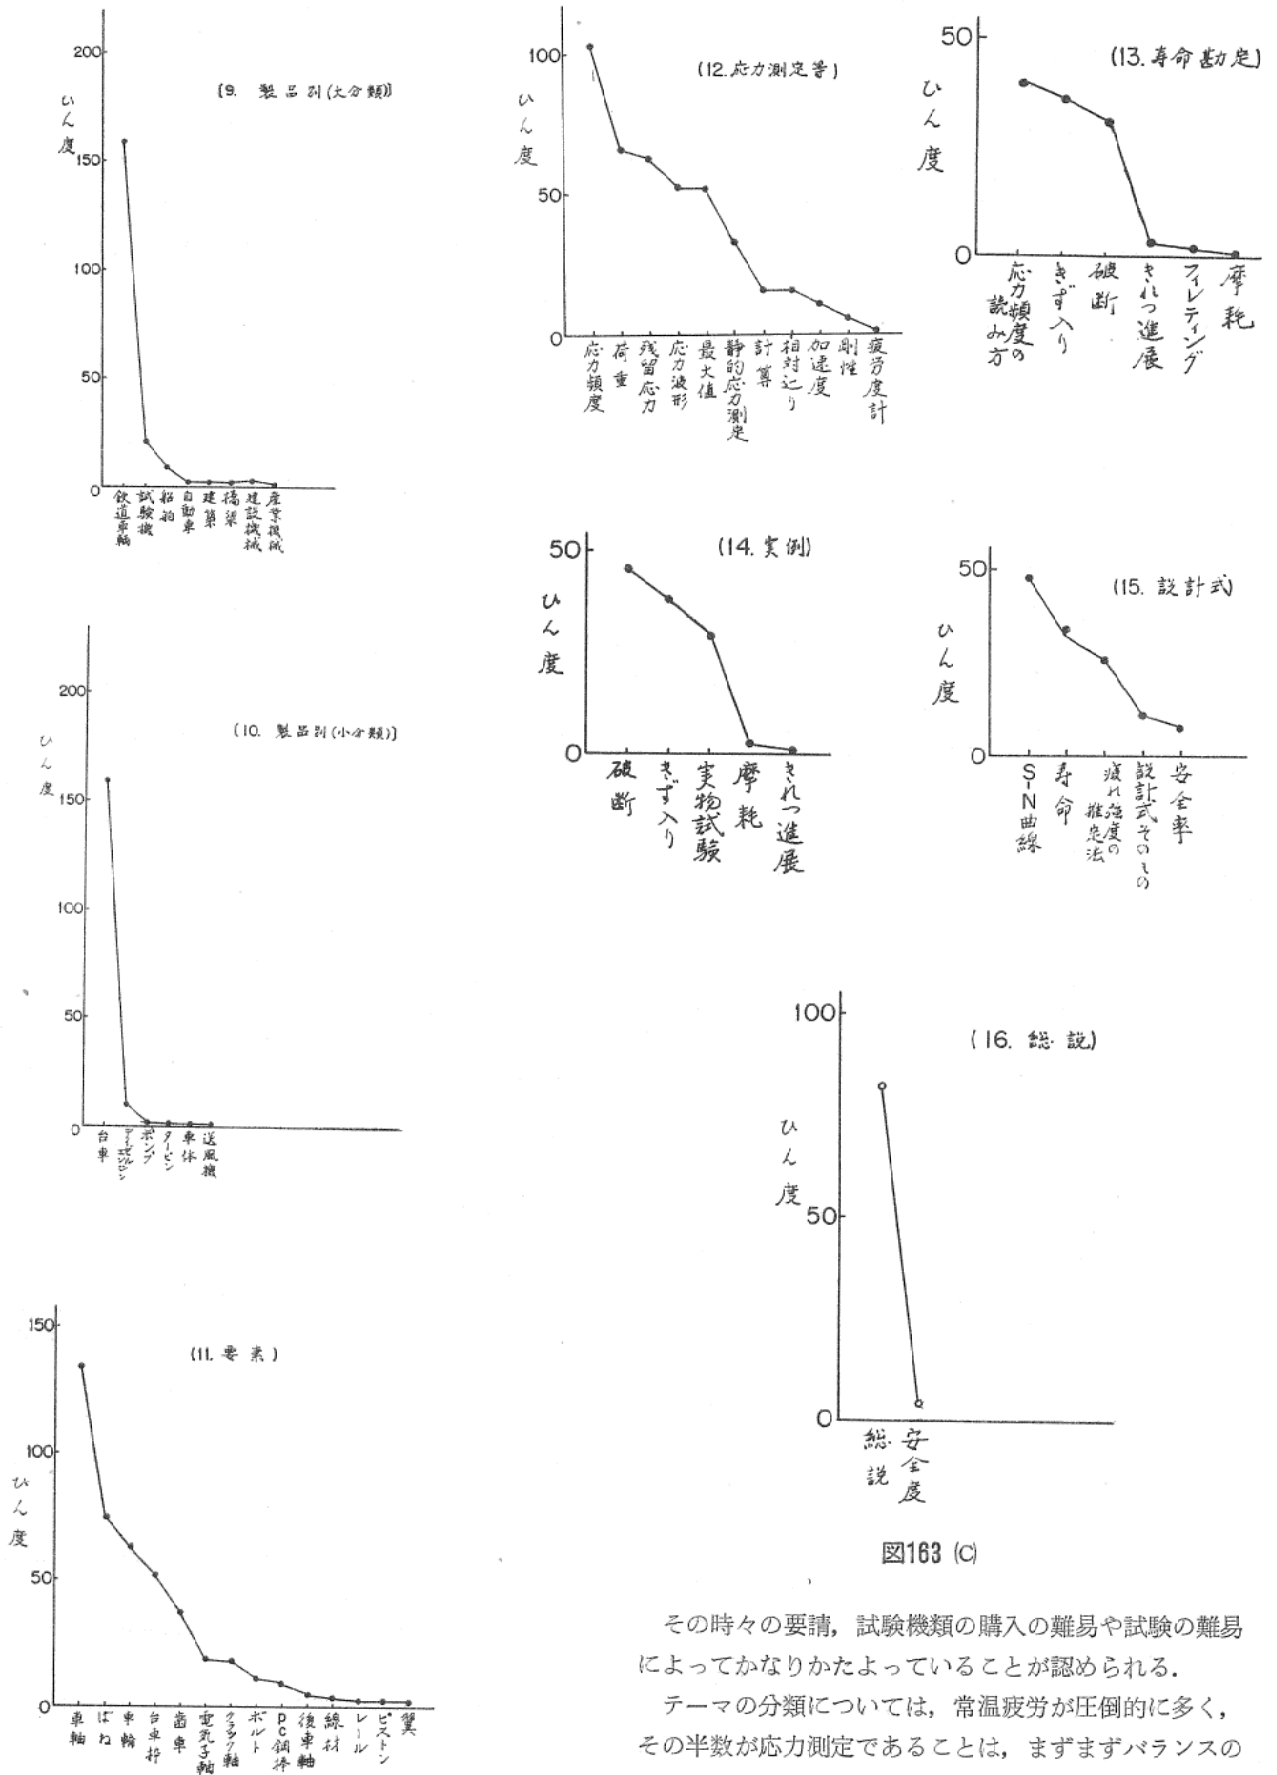 200
150
100
50
0
ひん度
[9. 製品別(大分類)]
鉄道車輌
試験機
船舶
自動車
建築
橋梁
建設機械
産業機械
200
150
100
50
0
ひん度
[10. 製品別(小分類)]
台車
ディーゼルエンジン
ポンプ
タービン
車体
送風機
150
100
50
0
ひん度
(11. 要素)
車軸
ばね
車輪
台車枠
歯車
電気子軸
クランク軸
ボルト
PC鋼棒
後車軸
線材
レール
ピストン
翼
100
50
0
ひん度
(12. 応力測定等)
応力頻度
荷重
残留応力
応力波形
最大値
静的応力測定
計算
相対辷り
加速度
剛性
疲労度計
50
0
ひん度
(13. 寿命勘定)
応力頻度の
読み方
きず入り
破断
きれつ進展
フィレティング
摩耗
50
0
ひん度
(14. 実例)
破断
きず入り
実物試験
摩耗
きれつ進展
50
0
ひん度
(15. 設計式)
S-N曲線
寿命
疲れ強度の
推定法
設計式そのもの
安全率
100
50
0
ひん度
(16. 総説)
総説
安全度
図163 (C)
その時々の要請，試験機類の購入の難易や試験の難易
によってかなりかたよっていることが認められる．
テーマの分類については，常温疲労が圧倒的に多く，
その半数が応力測定であることは，まずまずバランスの